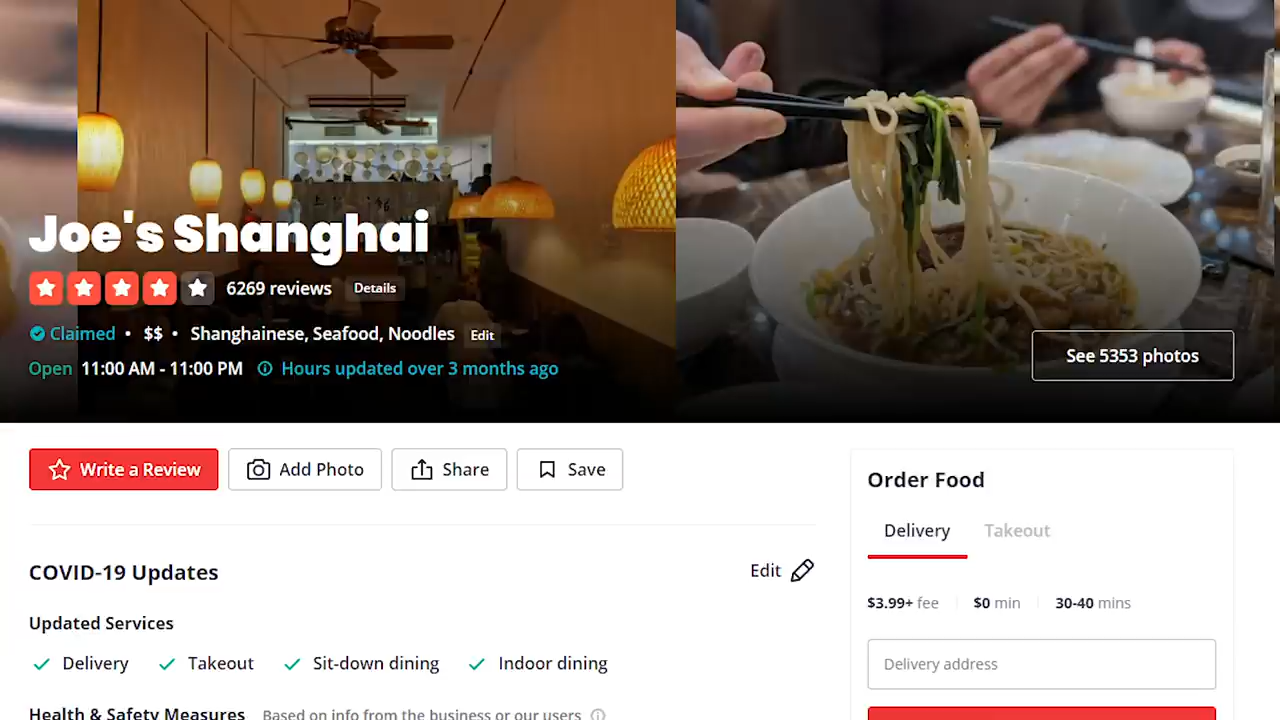 Joe's Shanghai
6269 reviews Details
Claimed • $$ • Shanghainese, Seafood, Noodles Edit
Open 11:00 AM - 11:00 PM Hours updated over 3 months ago
See 5353 photos
Write a Review Add Photo Share Save
COVID-19 Updates Edit
Updated Services
Delivery Takeout Sit-down dining Indoor dining
Health & Safety Measures Based on info from the business or our users
Order Food
Delivery Takeout
$3.99+ fee $0 min 30-40 mins
Delivery address